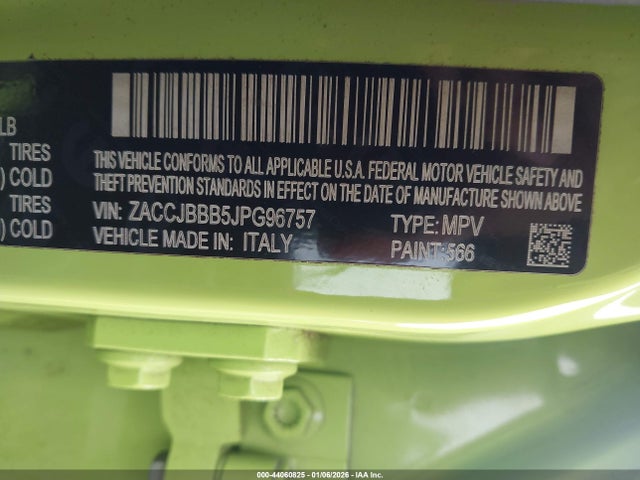 LB
TIRES
) COLD
TIRES
) COLD
THIS VEHICLE CONFORMS TO ALL APPLICABLE U.S.A. FEDERAL MOTOR VEHICLE SAFETY AND
THEFT PREVENTION STANDARDS IN EFFECT ON THE DATE OF MANUFACTURE SHOWN ABOVE
VIN: ZACCJBBB5JPG96757 TYPE: MPV
VEHICLE MADE IN: ITALY PAINT: 566
000-44060825 | 01/06/2026 - IAA Inc.